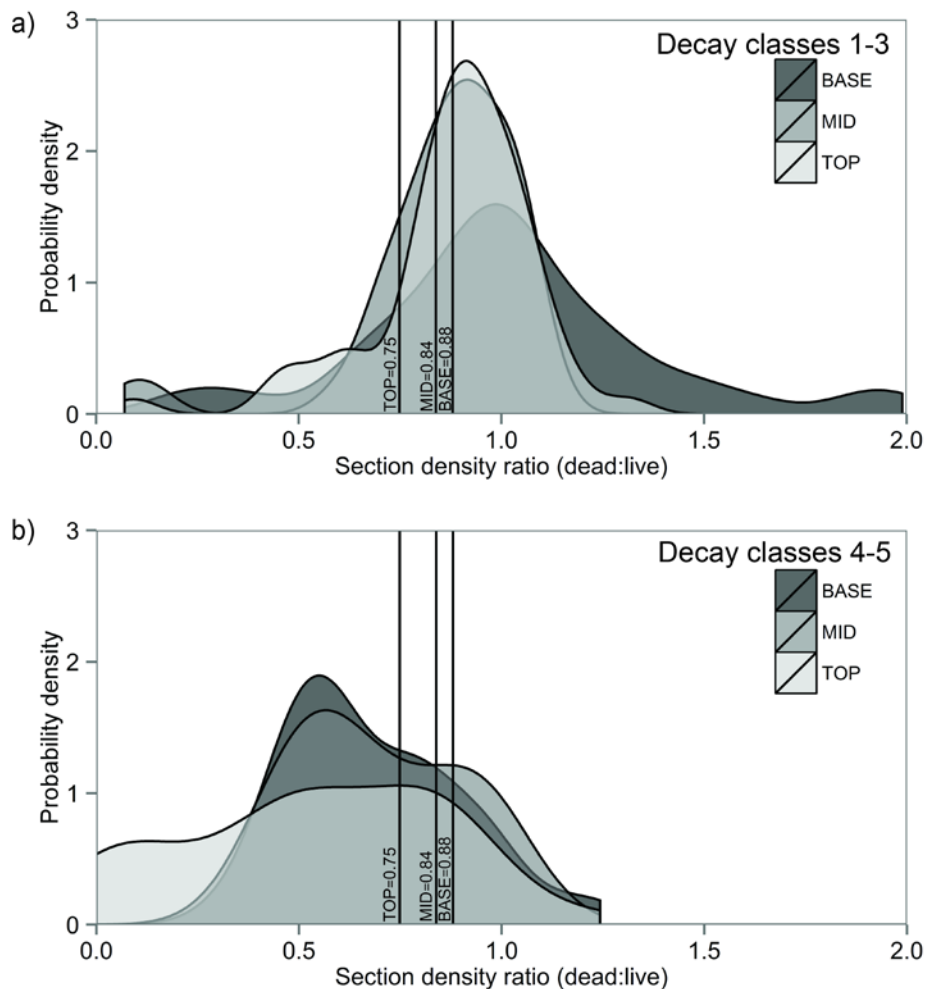 a)
Decay classes 1-3
BASE
MID
TOP
3
2
1
0
Probability density
TOP=0.75
MID=0.84
BASE=0.88
0.0 0.5 1.0 1.5 2.0
Section density ratio (dead:live)
b)
Decay classes 4-5
BASE
MID
TOP
3
2
1
0
Probability density
TOP=0.75
MID=0.84
BASE=0.88
0.0 0.5 1.0 1.5 2.0
Section density ratio (dead:live)